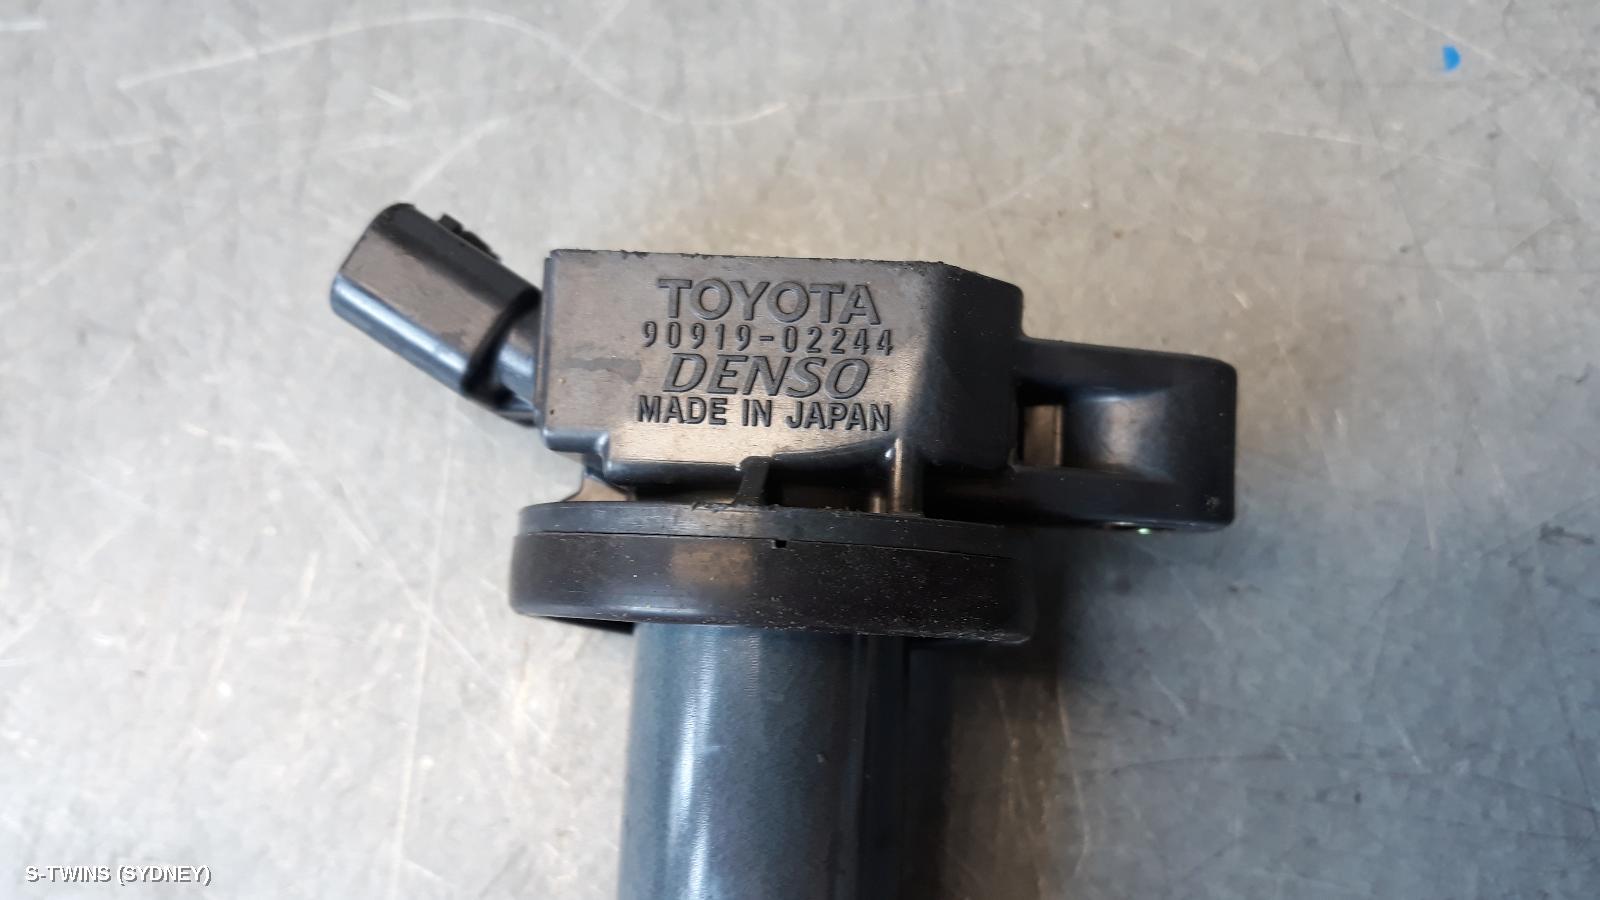 TOYOTA
90919-02244
DENSO
MADE IN JAPAN
S-TWINS (SYDNEY)